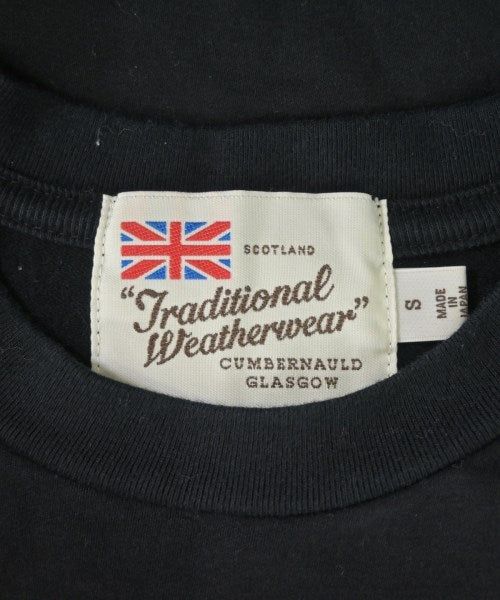 SCOTLAND
"Traditional
Weatherwear"
CUMBERNAULD
GLASGOW
S
MADE
IN
JAPAN